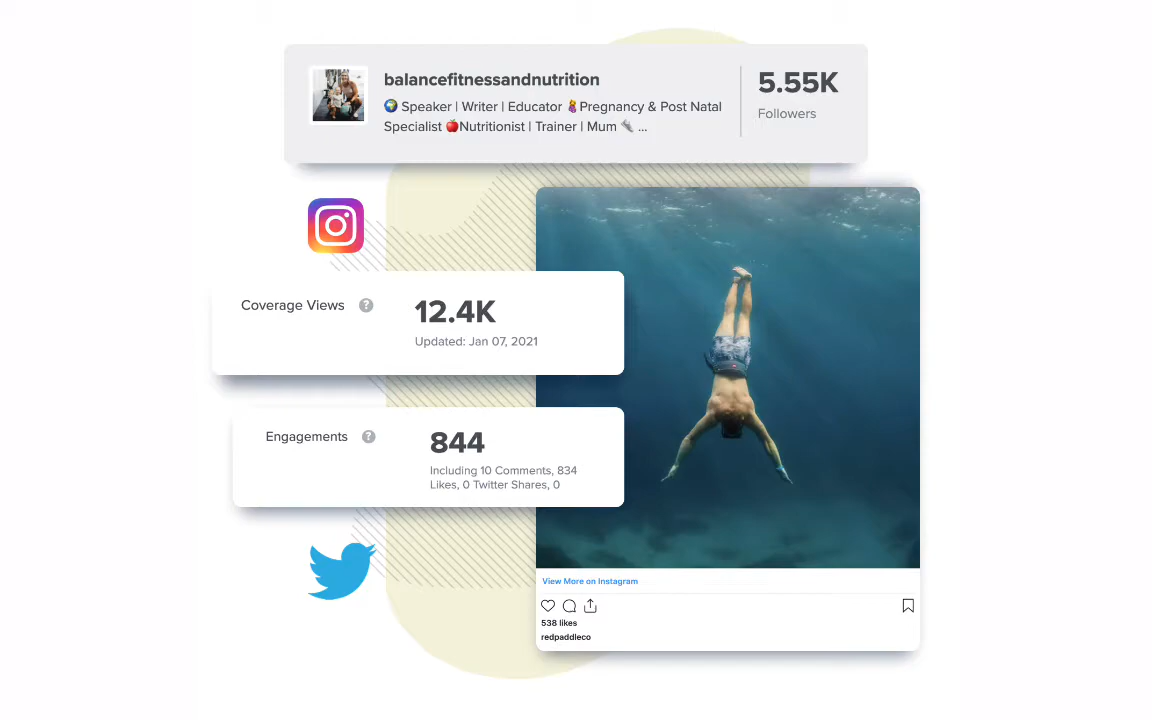 balancefitnessandnutrition
🌍 Speaker | Writer | Educator 🤰Pregnancy & Post Natal
Specialist 🍎Nutritionist | Trainer | Mum 👟 ...
5.55K
Followers
Coverage Views ?
12.4K
Updated: Jan 07, 2021
Engagements ?
844
Including 10 Comments, 834
Likes, 0 Twitter Shares, 0
View More on Instagram
538 likes
redpaddleco